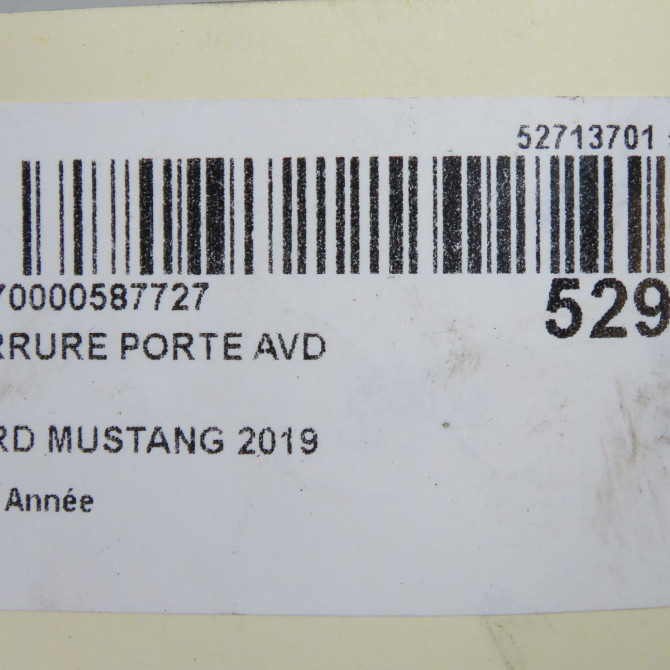 52713701
70000587727
529
RRURE PORTE AVD
RD MUSTANG 2019
Année